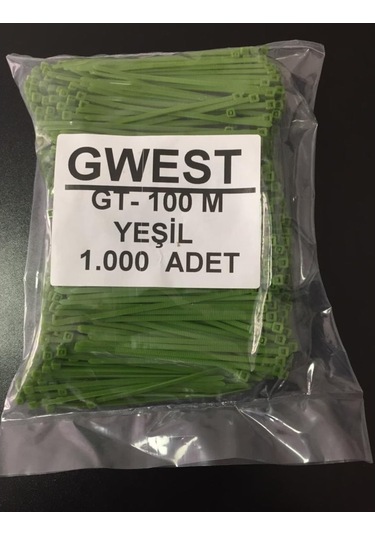 GWEST
GT- 100 M
YEŞİL
1.000 ADET